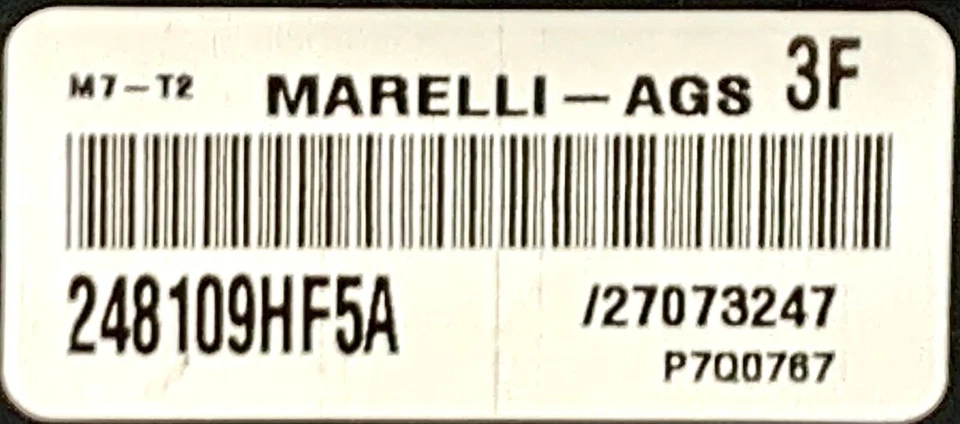 M7-T2 MARELLI-AGS 3F
248109HF5A /27073247
P7Q0767